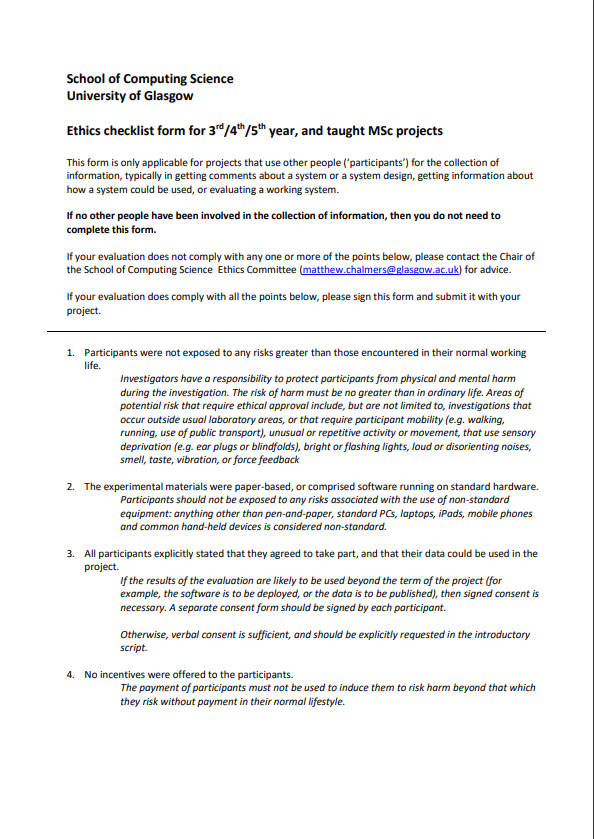 School of Computing Science
University of Glasgow
Ethics checklist form for 3rd/4th/5th year, and taught MSc projects
This form is only applicable for projects that use other people ('participants') for the collection of
information, typically in getting comments about a system or a system design, getting information about
how a system could be used, or evaluating a working system.
If no other people have been involved in the collection of information, then you do not need to
complete this form.
If your evaluation does not comply with any one or more of the points below, please contact the Chair of
the School of Computing Science Ethics Committee (matthew.chalmers@glasgow.ac.uk) for advice.
If your evaluation does comply with all the points below, please sign this form and submit it with your
project.
1. Participants were not exposed to any risks greater than those encountered in their normal working
life.
Investigators have a responsibility to protect participants from physical and mental harm
during the investigation. The risk of harm must be no greater than in ordinary life. Areas of
potential risk that require ethical approval include, but are not limited to, investigations that
occur outside usual laboratory areas, or that require participant mobility (e.g. walking,
running, use of public transport), unusual or repetitive activity or movement, that use sensory
deprivation (e.g. ear plugs or blindfolds), bright or flashing lights, loud or disorienting noises,
smell, taste, vibration, or force feedback
2. The experimental materials were paper-based, or comprised software running on standard hardware.
Participants should not be exposed to any risks associated with the use of non-standard
equipment: anything other than pen-and-paper, standard PCs, laptops, iPads, mobile phones
and common hand-held devices is considered non-standard.
3. All participants explicitly stated that they agreed to take part, and that their data could be used in the
project.
If the results of the evaluation are likely to be used beyond the term of the project (for
example, the software is to be deployed, or the data is to be published), then signed consent is
necessary. A separate consent form should be signed by each participant.
Otherwise, verbal consent is sufficient, and should be explicitly requested in the introductory
script.
4. No incentives were offered to the participants.
The payment of participants must not be used to induce them to risk harm beyond that which
they risk without payment in their normal lifestyle.